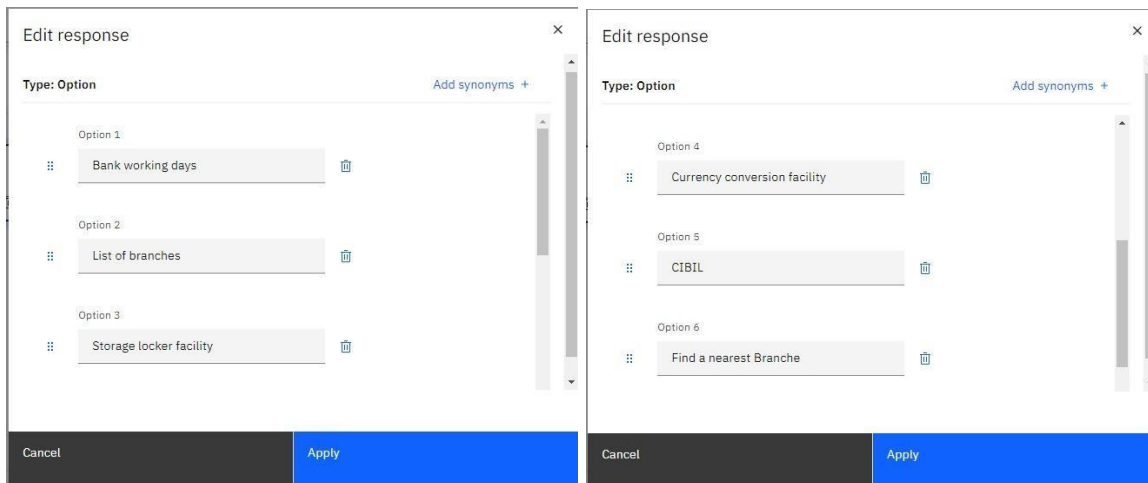 Edit response
×
Type: Option
Add synonyms +
Option 1
Bank working days
Option 2
List of branches
Option 3
Storage locker facility
Cancel
Apply
Edit response
×
Type: Option
Add synonyms +
Option 4
Currency conversion facility
Option 5
CIBIL
Option 6
Find a nearest Branche
Cancel
Apply